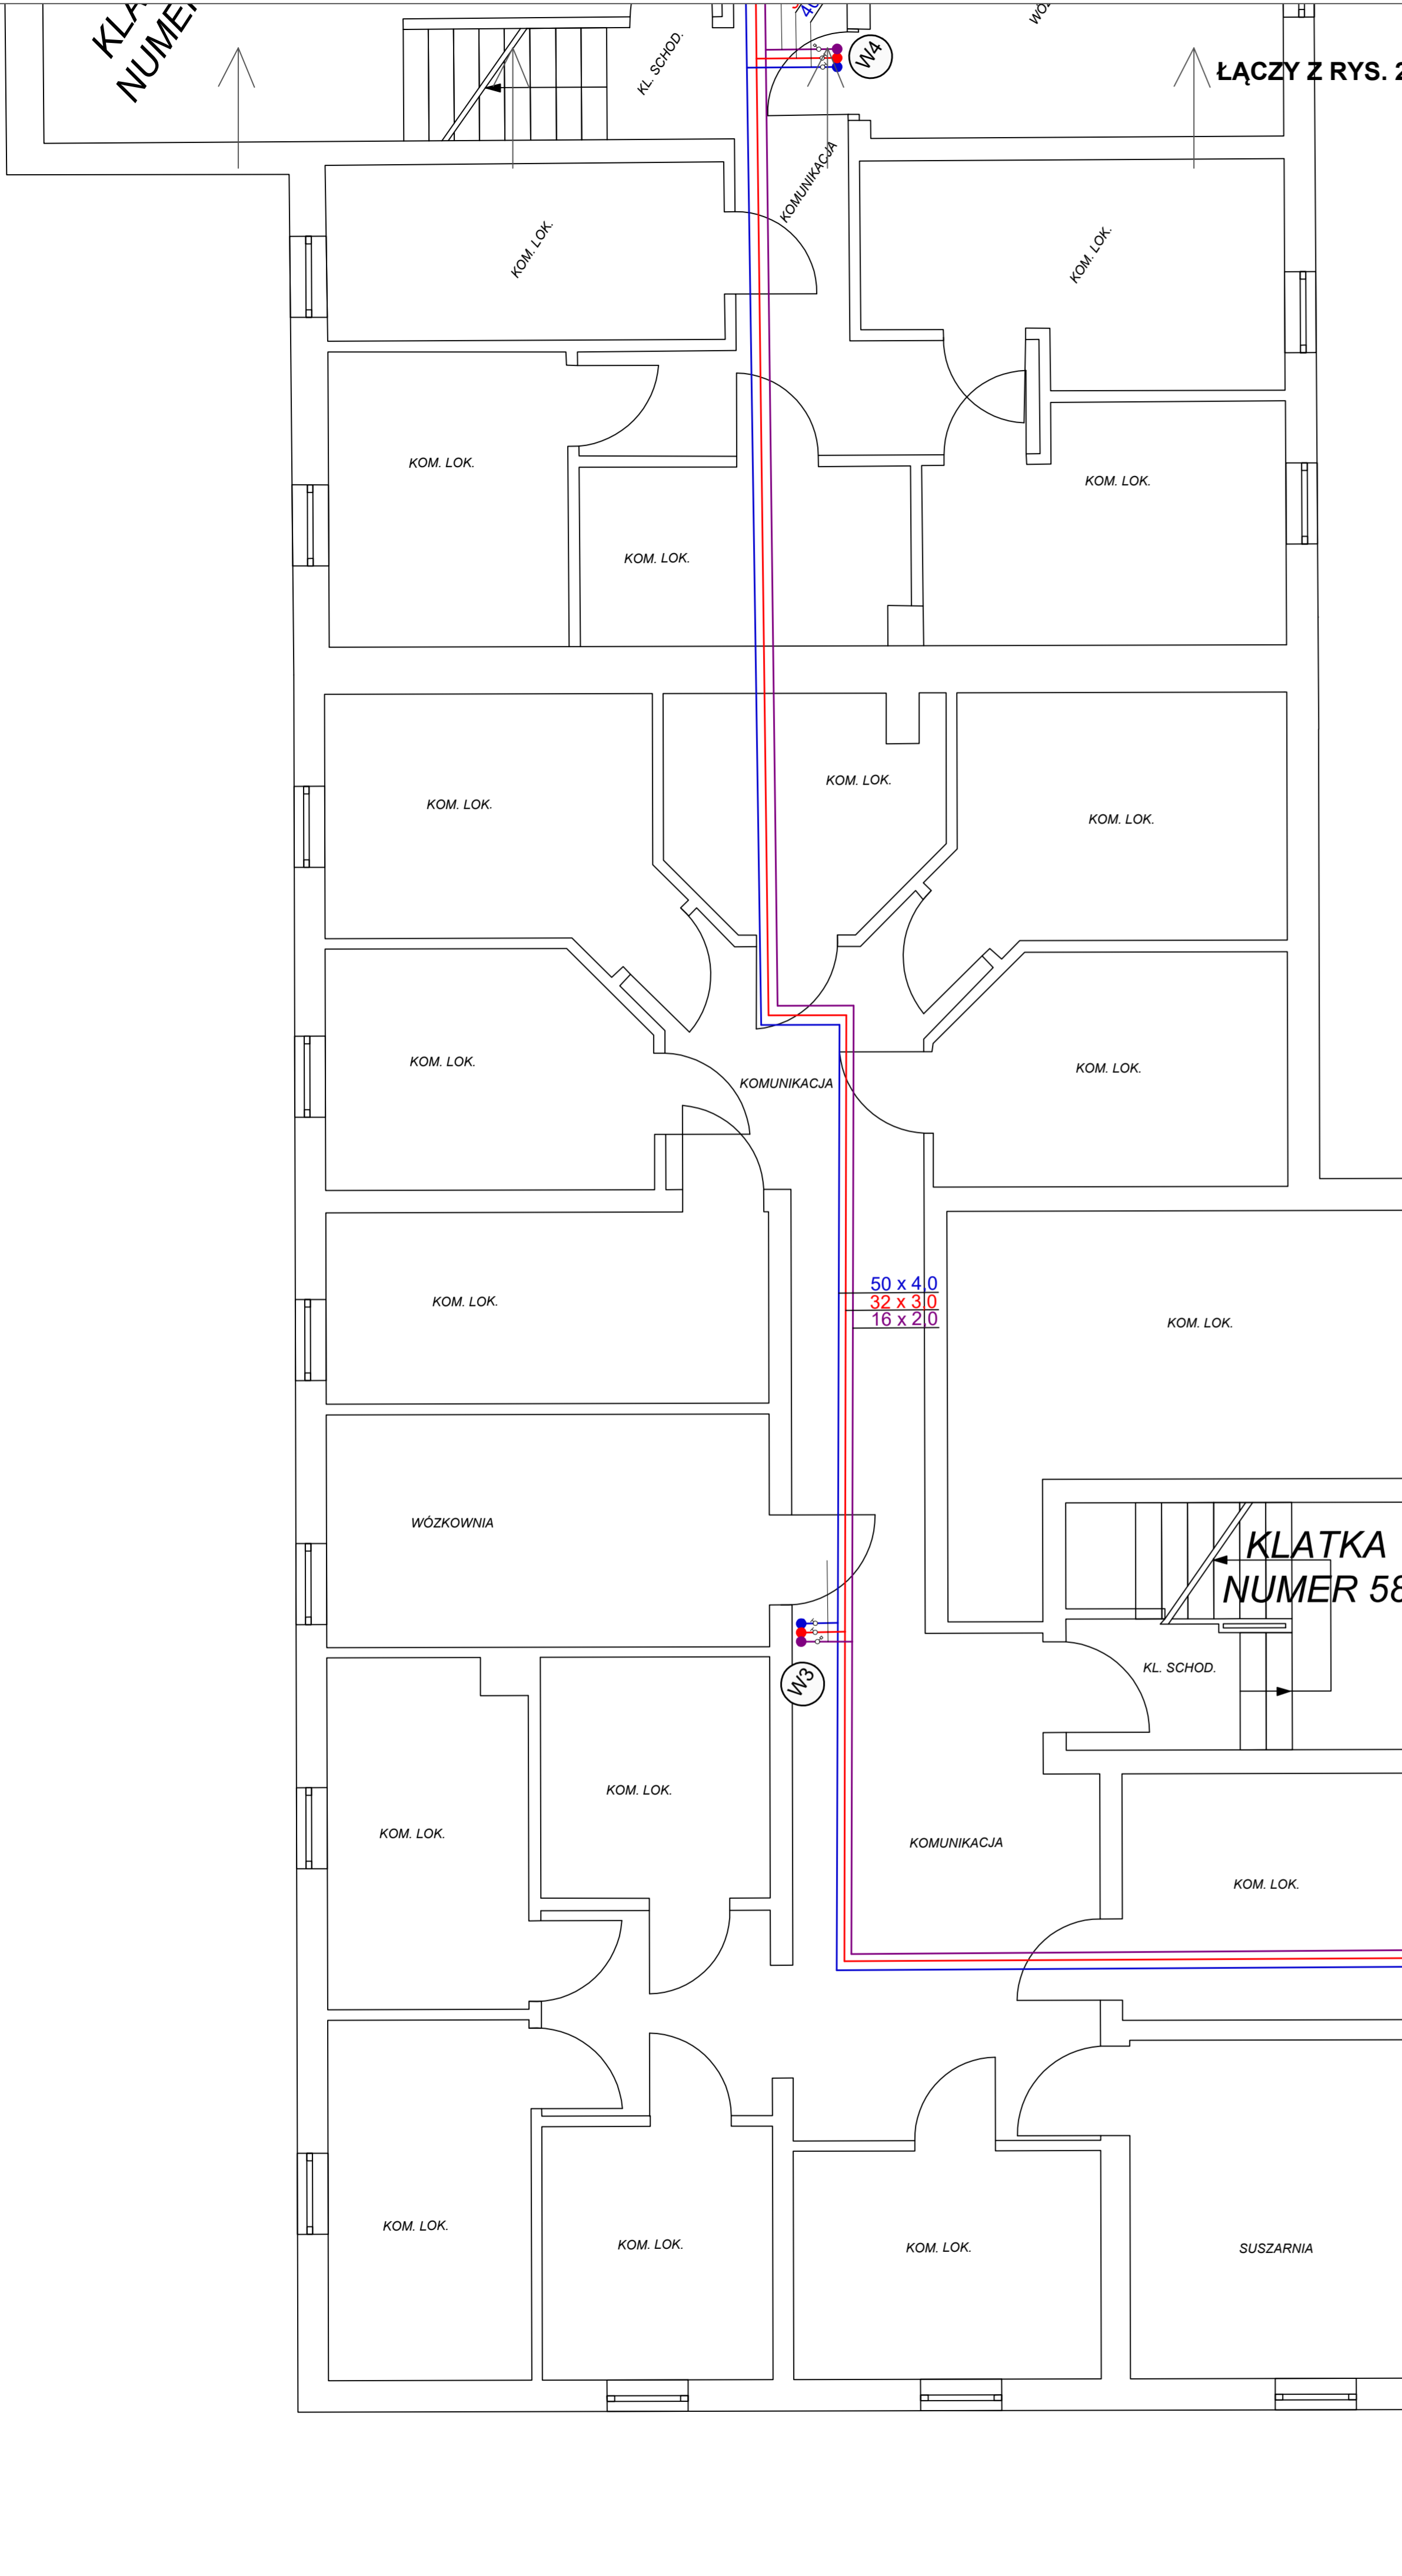 KL. SCHOD.
W4
ŁĄCZY Z RYS. 2
KOMUNIKACJA
KOM. LOK.
KOM. LOK.
KOM. LOK.
KOM. LOK.
KOM. LOK.
KOM. LOK.
KOM. LOK.
KOM. LOK.
KOM. LOK.
KOM. LOK.
KOMUNIKACJA
50 x 4,0
32 x 3,0
16 x 2,0
KOM. LOK.
KOM. LOK.
WÓZKOWNIA
KLATKA
NUMER 58
KL. SCHOD.
W3
KOM. LOK.
KOM. LOK.
KOMUNIKACJA
KOM. LOK.
KOM. LOK.
KOM. LOK.
KOM. LOK.
SUSZARNIA